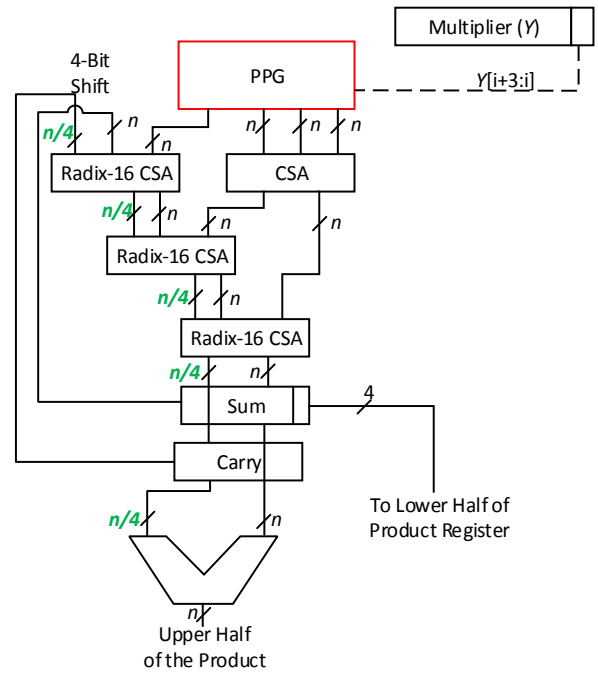 Multiplier (Y)
4-Bit
Shift
PPG
Y[i+3:i]
n/4
n
n
n
n
n
Radix-16 CSA
CSA
n/4
n
n
n
Radix-16 CSA
n/4
n
Radix-16 CSA
n/4
n
Sum
4
Carry
To Lower Half of
Product Register
n/4
n
n
Upper Half
of the Product